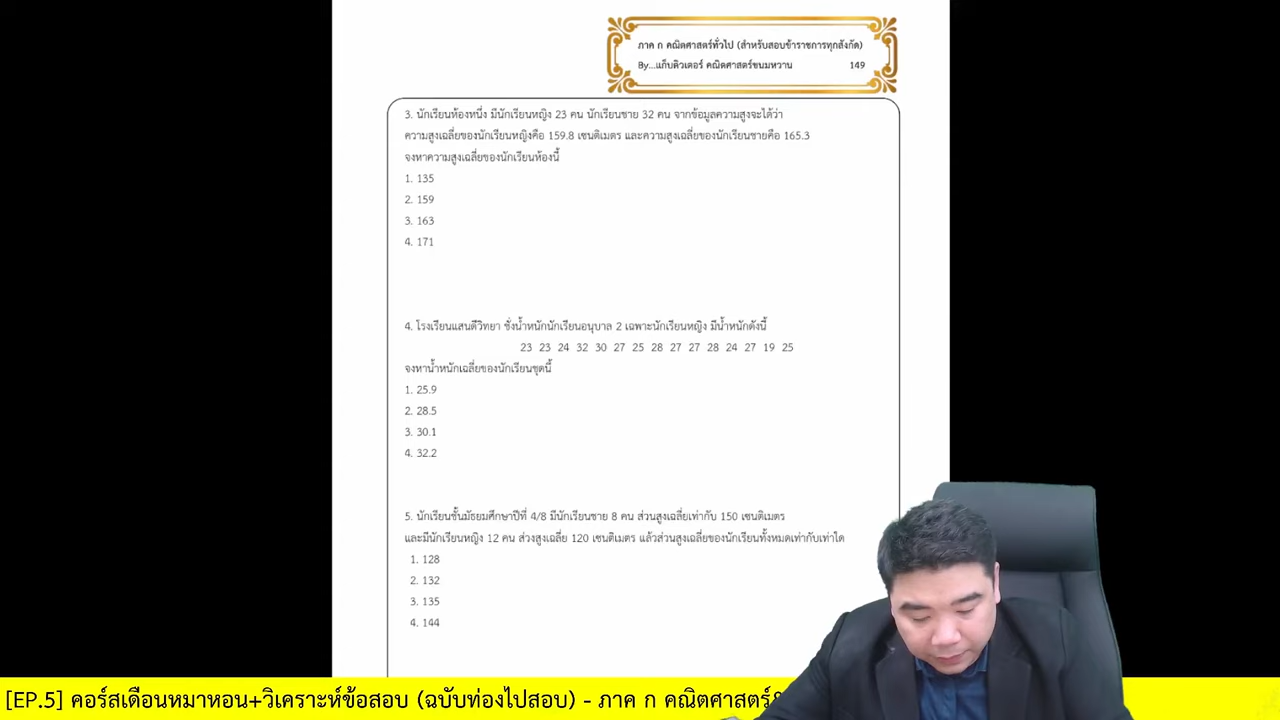 ภาค ก คณิตศาสตร์ทั่วไป (สำหรับสอบข้าราชการทุกสังกัด)
By...แก็บติวเตอร์ คณิตศาสตร์ขนมหวาน 149
3. นักเรียนห้องหนึ่ง มีนักเรียนหญิง 23 คน นักเรียนชาย 32 คน จากข้อมูลความสูงจะได้ว่า
ความสูงเฉลี่ยของนักเรียนหญิงคือ 159.8 เซนติเมตร และความสูงเฉลี่ยของนักเรียนชายคือ 165.3
จงหาความสูงเฉลี่ยของนักเรียนห้องนี้
1. 135
2. 159
3. 163
4. 171
4. โรงเรียนแสนดีวิทยา ชั่งน้ำหนักนักเรียนอนุบาล 2 เฉพาะนักเรียนหญิง มีน้ำหนักดังนี้
23 23 24 32 30 27 25 28 27 27 28 24 27 19 25
จงหาน้ำหนักเฉลี่ยของนักเรียนชุดนี้
1. 25.9
2. 28.5
3. 30.1
4. 32.2
5. นักเรียนชั้นมัธยมศึกษาปีที่ 4/8 มีนักเรียนชาย 8 คน ส่วนสูงเฉลี่ยเท่ากับ 150 เซนติเมตร
และมีนักเรียนหญิง 12 คน ส่วงสูงเฉลี่ย 120 เซนติเมตร แล้วส่วนสูงเฉลี่ยของนักเรียนทั้งหมดเท่ากับเท่าใด
1. 128
2. 132
3. 135
4. 144
[EP.5] คอร์สเดือนหมาหอน+วิเคราะห์ข้อสอบ (ฉบับท่องไปสอบ) - ภาค ก คณิตศาสตร์